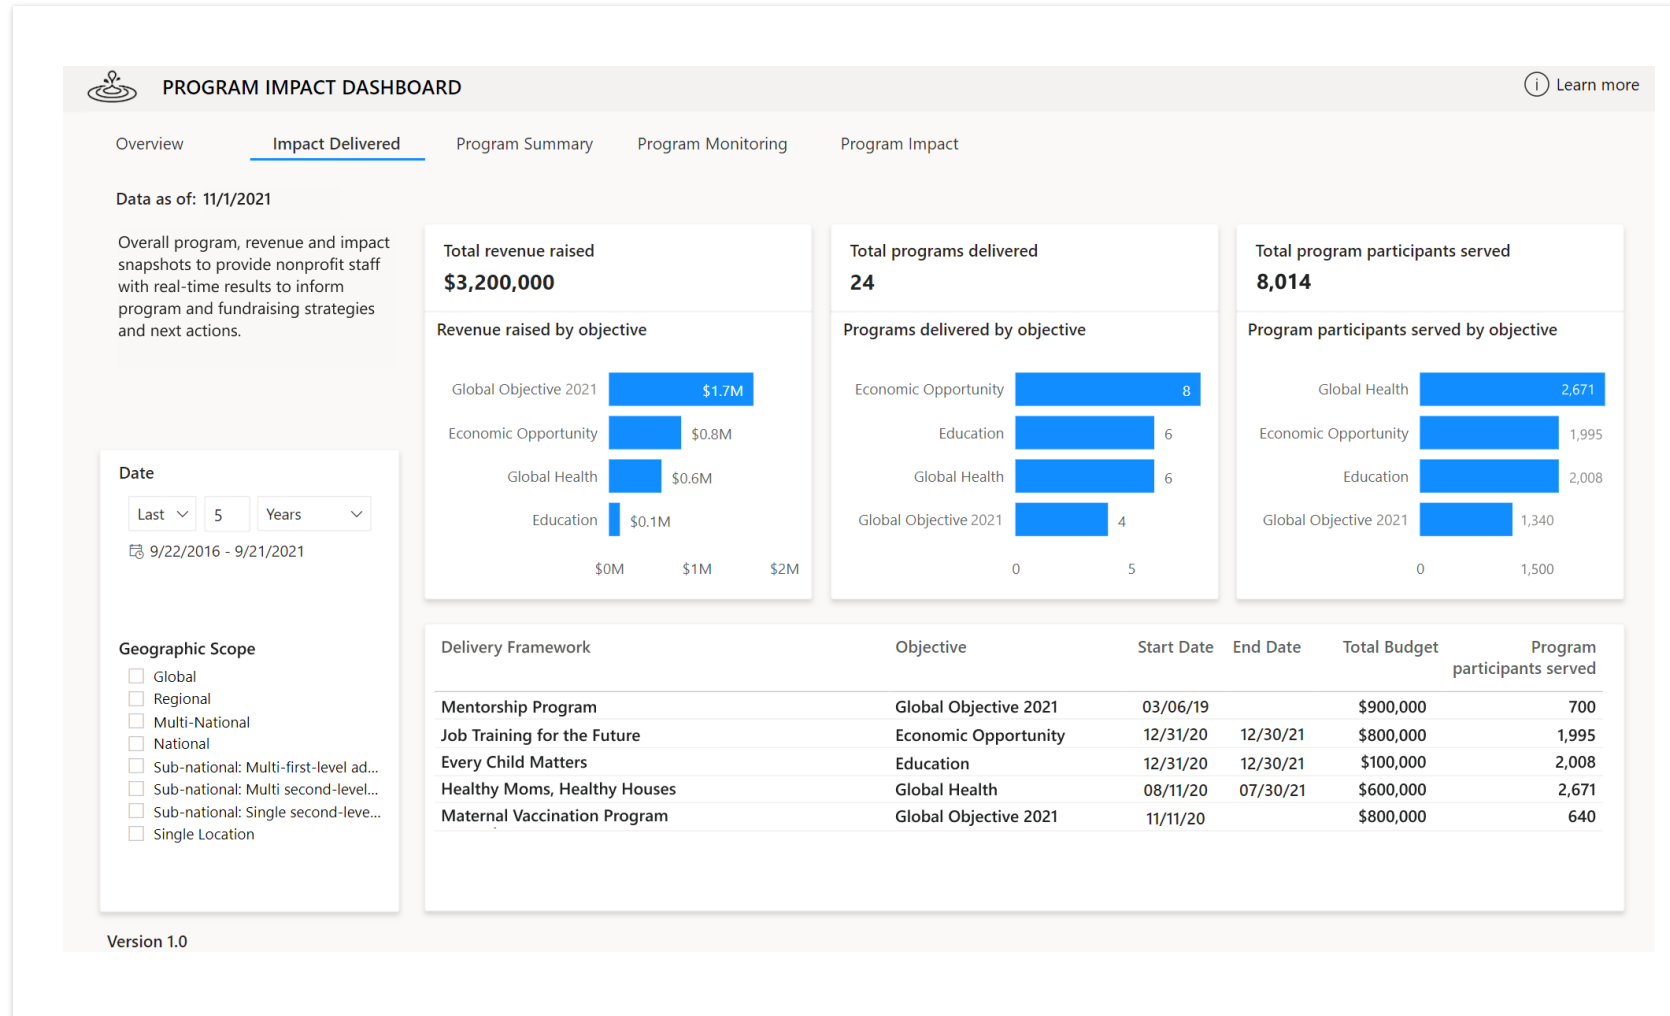 PROGRAM IMPACT DASHBOARD
Learn more
Overview
Impact Delivered
Program Summary
Program Monitoring
Program Impact
Data as of: 11/1/2021
Overall program, revenue and impact
snapshots to provide nonprofit staff
with real-time results to inform
program and fundraising strategies
and next actions.
Date
Last
5
Years
9/22/2016 - 9/21/2021
Geographic Scope
Global
Regional
Multi-National
National
Sub-national: Multi-first-level ad...
Sub-national: Multi second-level...
Sub-national: Single second-leve...
Single Location
Total revenue raised
$3,200,000
Revenue raised by objective
Global Objective 2021 $1.7M
Economic Opportunity $0.8M
Global Health $0.6M
Education $0.1M
$0M $1M $2M
Total programs delivered
24
Programs delivered by objective
Economic Opportunity 8
Education 6
Global Health 6
Global Objective 2021 4
0 5
Total program participants served
8,014
Program participants served by objective
Global Health 2,671
Economic Opportunity 1,995
Education 2,008
Global Objective 2021 1,340
0 1,500
Delivery Framework Objective Start Date End Date Total Budget Program
participants served
Mentorship Program Global Objective 2021 03/06/19 $900,000 700
Job Training for the Future Economic Opportunity 12/31/20 12/30/21 $800,000 1,995
Every Child Matters Education 12/31/20 12/30/21 $100,000 2,008
Healthy Moms, Healthy Houses Global Health 08/11/20 07/30/21 $600,000 2,671
Maternal Vaccination Program Global Objective 2021 11/11/20 $800,000 640
Version 1.0